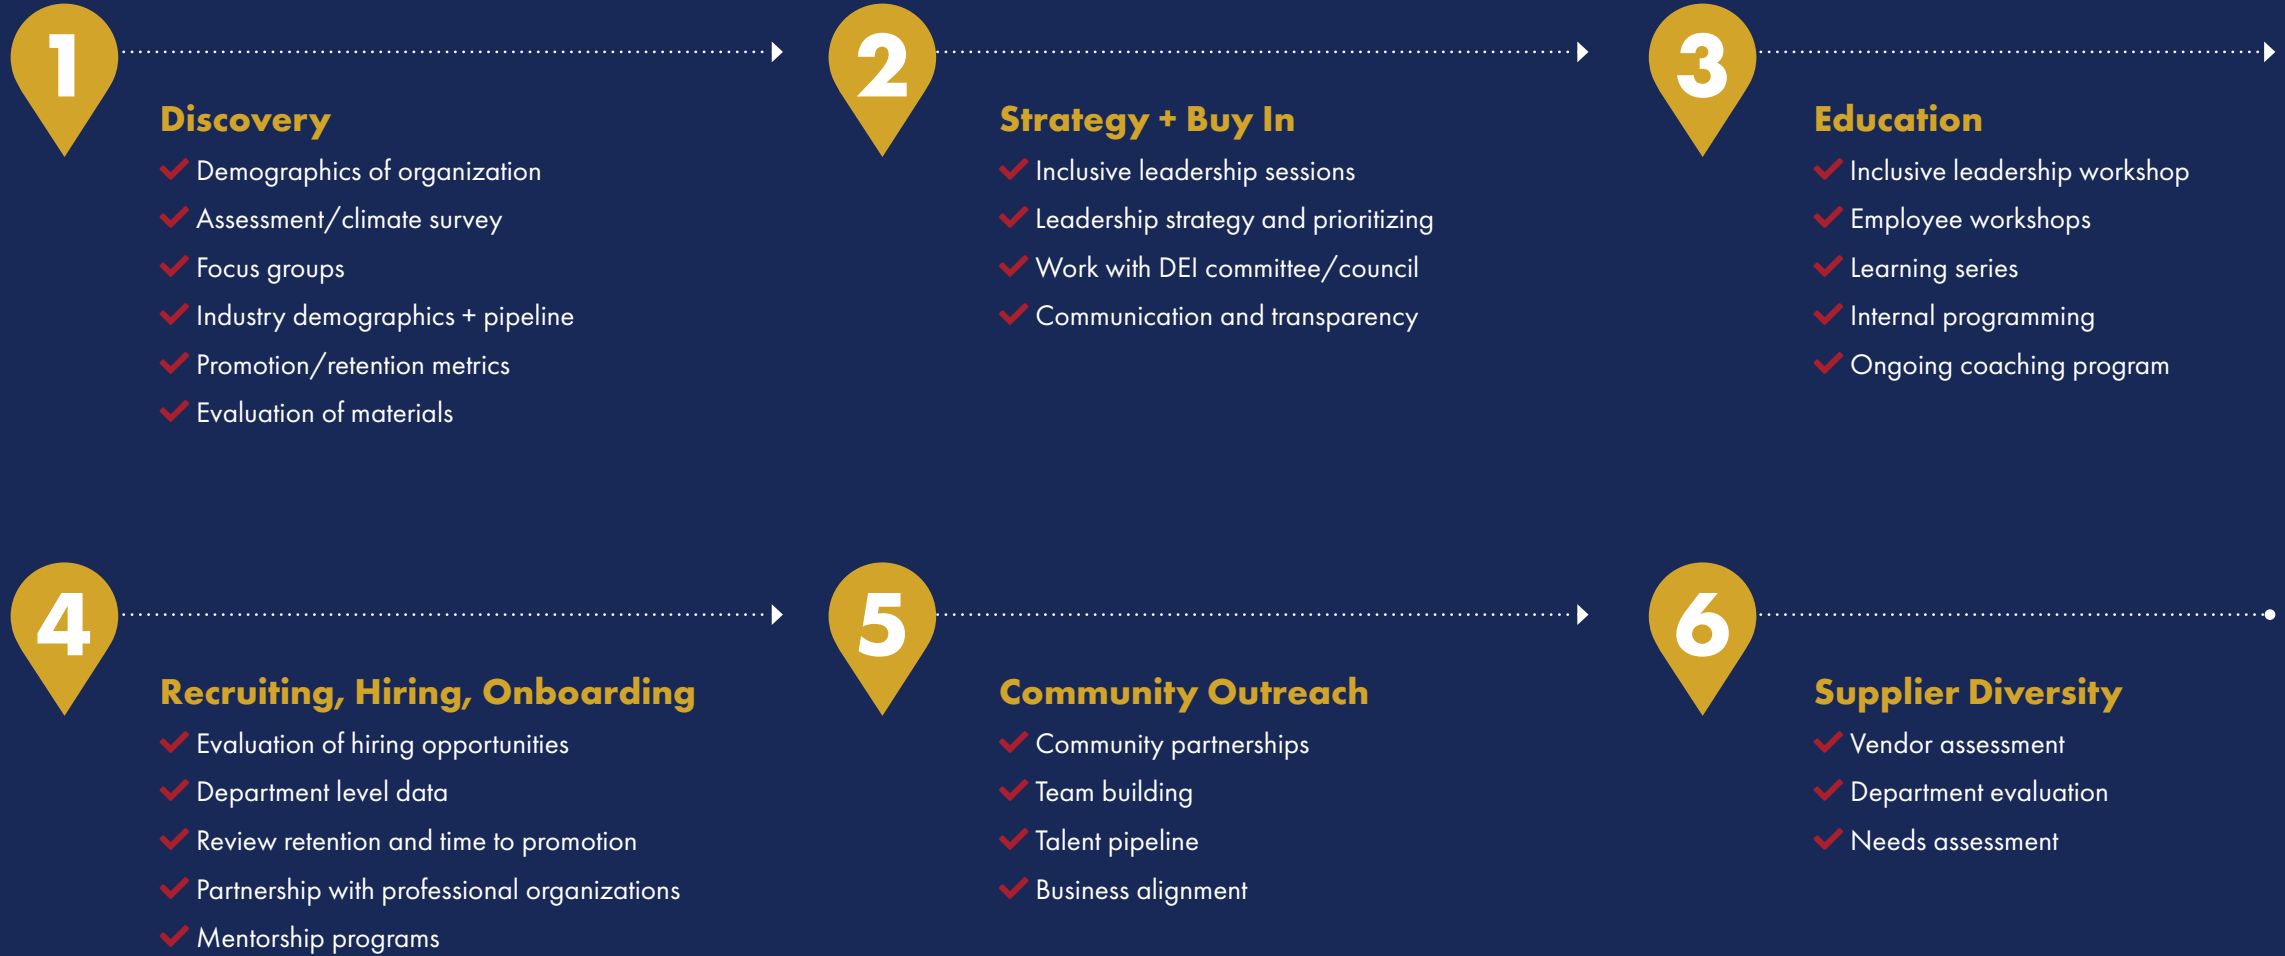 1
Discovery
Demographics of organization
Assessment/climate survey
Focus groups
Industry demographics + pipeline
Promotion/retention metrics
Evaluation of materials
2
Strategy + Buy In
Inclusive leadership sessions
Leadership strategy and prioritizing
Work with DEI committee/council
Communication and transparency
3
Education
Inclusive leadership workshop
Employee workshops
Learning series
Internal programming
Ongoing coaching program
4
Recruiting, Hiring, Onboarding
Evaluation of hiring opportunities
Department level data
Review retention and time to promotion
Partnership with professional organizations
Mentorship programs
5
Community Outreach
Community partnerships
Team building
Talent pipeline
Business alignment
6
Supplier Diversity
Vendor assessment
Department evaluation
Needs assessment